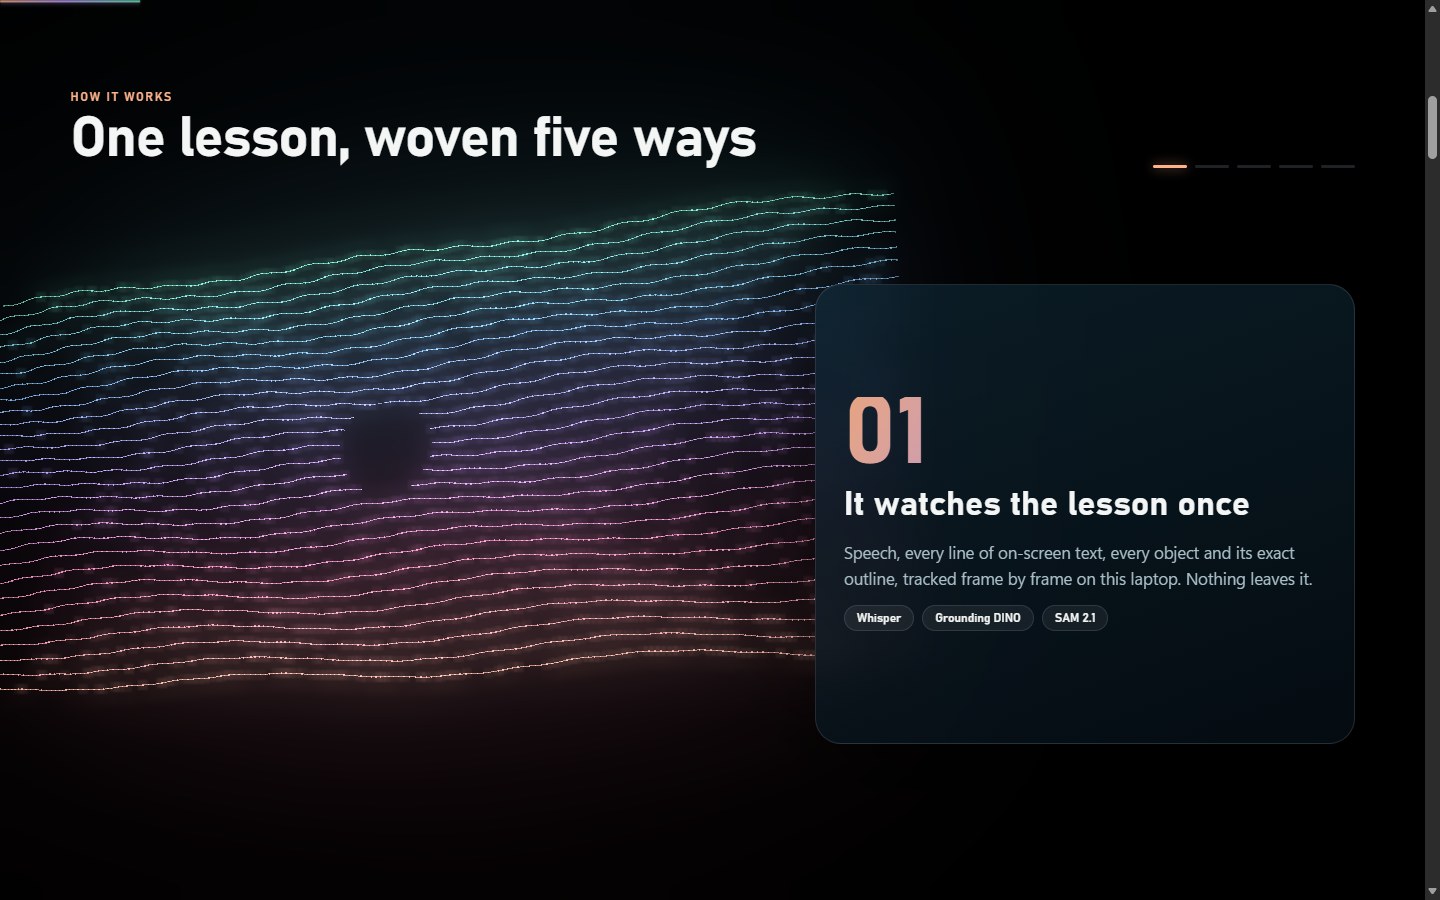 HOW IT WORKS
One lesson, woven five ways
01
It watches the lesson once
Speech, every line of on-screen text, every object and its exact
outline, tracked frame by frame on this laptop. Nothing leaves it.
Whisper
Grounding DINO
SAM 2.1